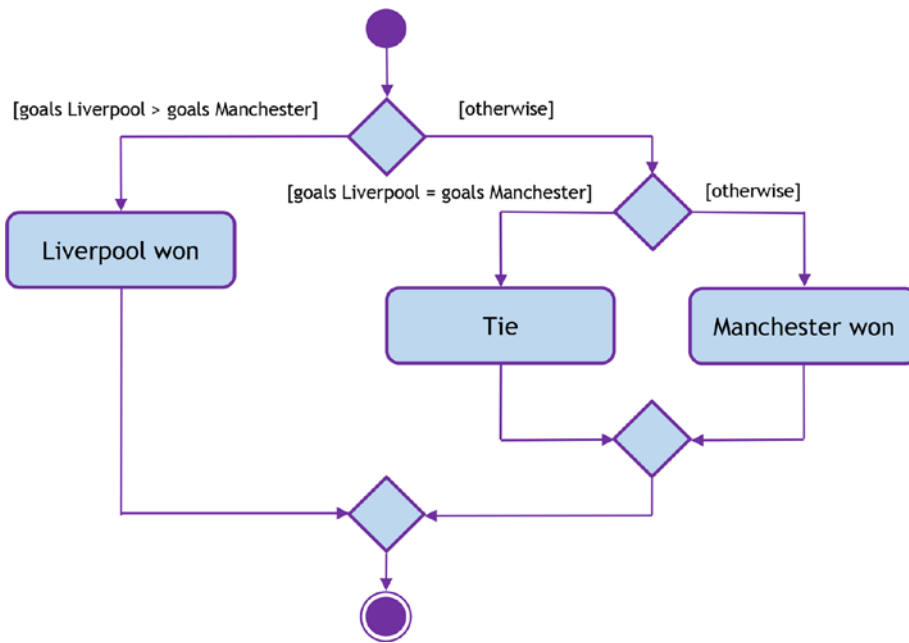 [goals Liverpool > goals Manchester]
[otherwise]
[goals Liverpool = goals Manchester]
[otherwise]
Liverpool won
Tie
Manchester won